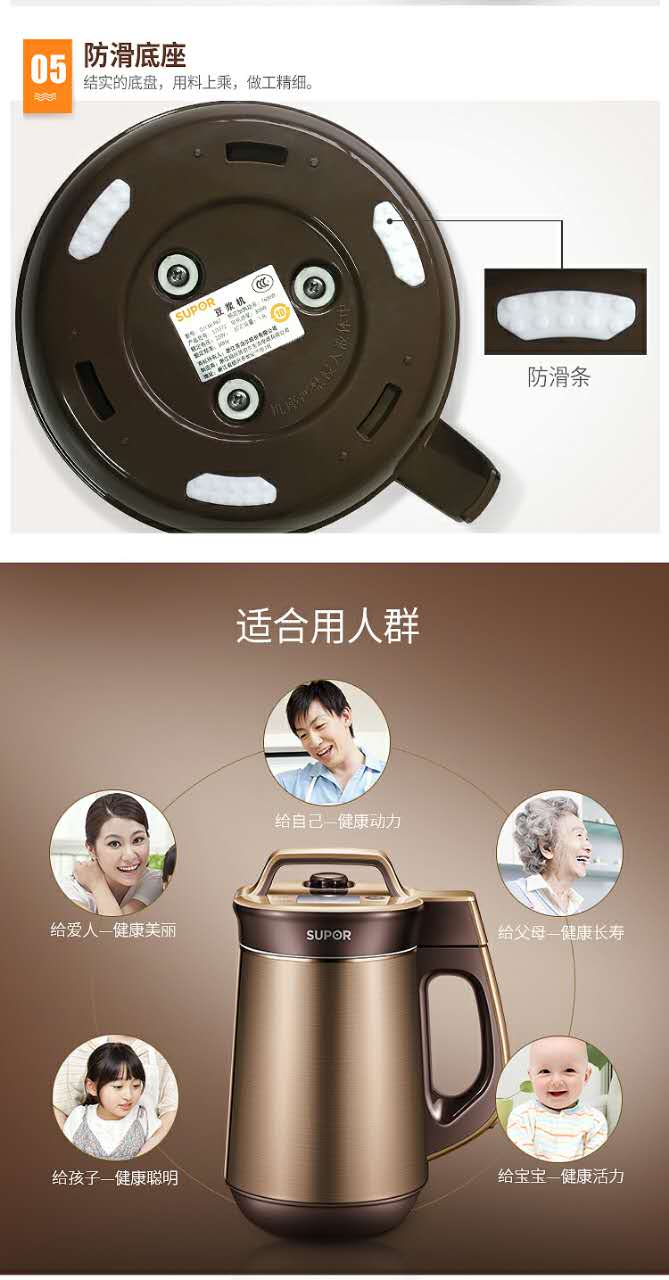 05
防滑底座
结实的底盘，用料上乘，做工精细。
SUPOR
豆浆机
防滑条
适合用人群
给自己—健康动力
给爱人—健康美丽
SUPOR
给父母—健康长寿
给孩子—健康聪明
给宝宝—健康活力